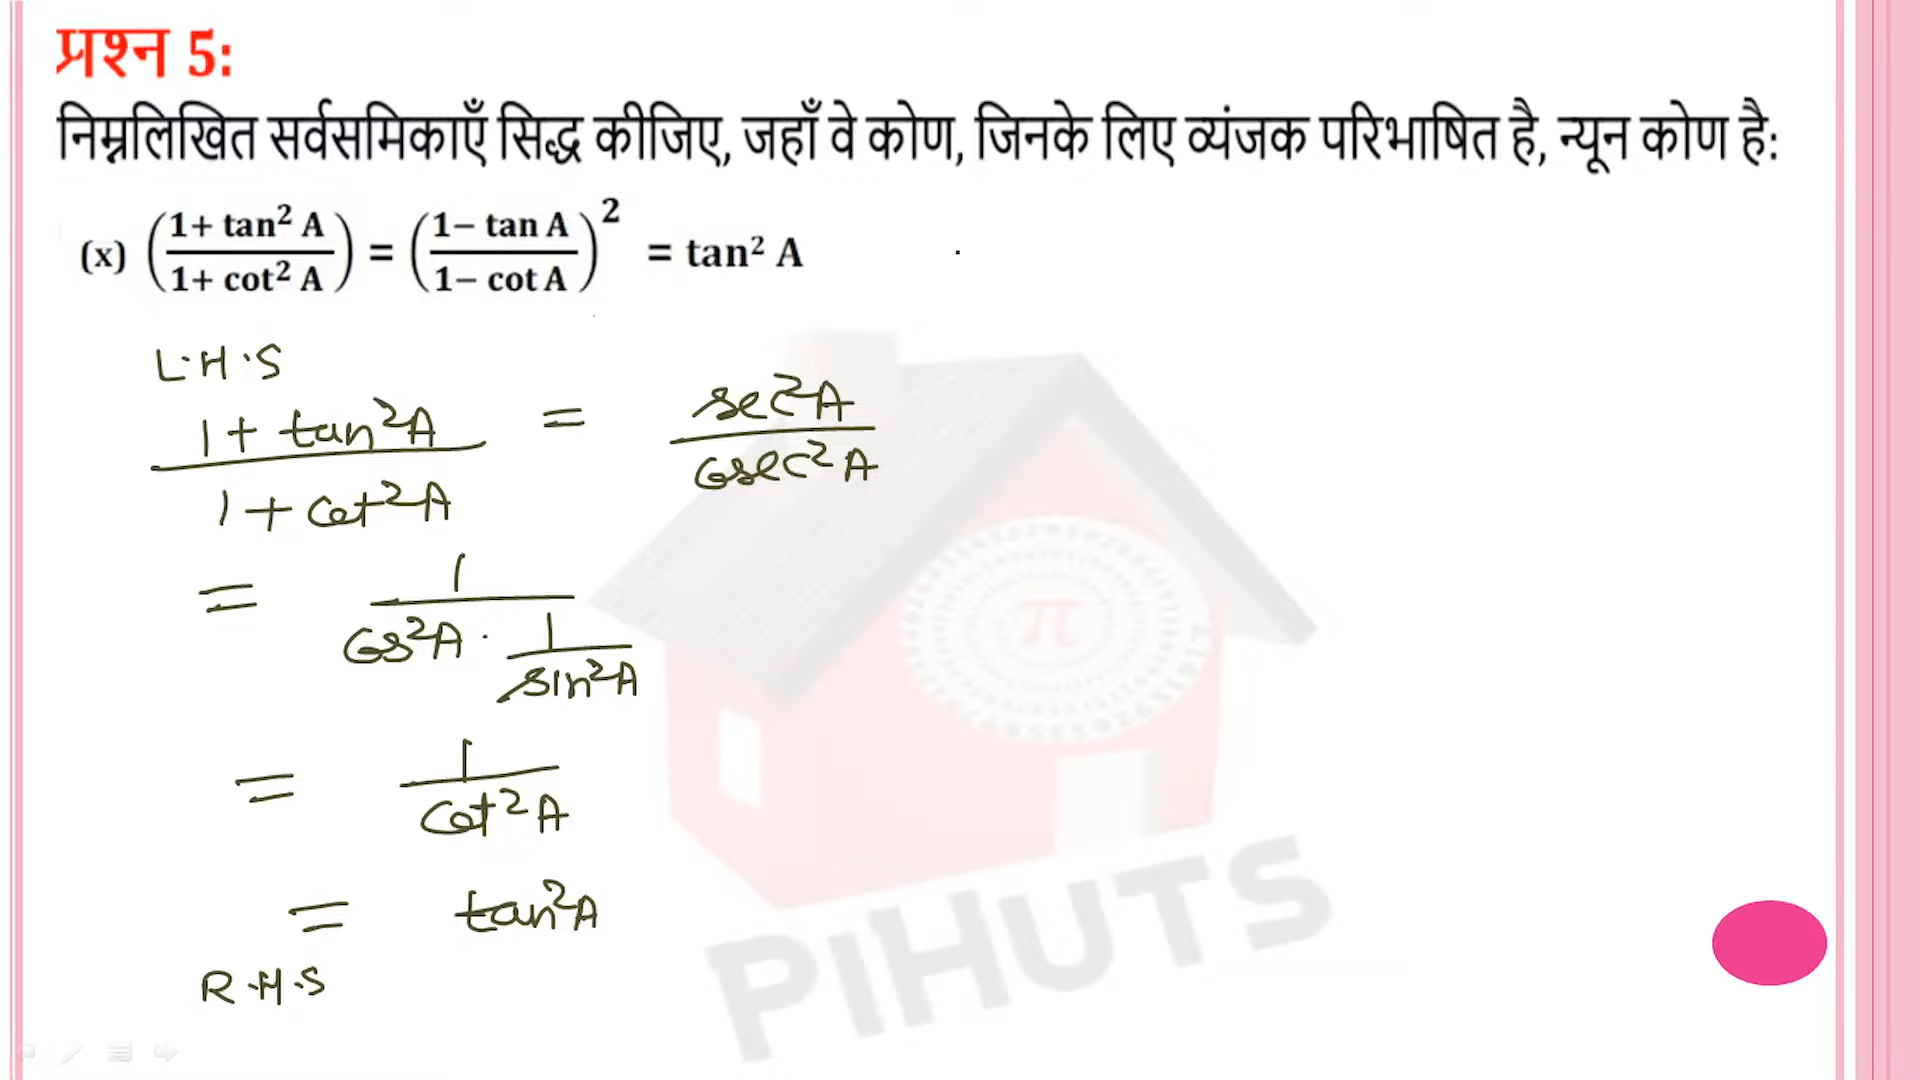 प्रश्न 5:
निम्नलिखित सर्वसमिकाएँ सिद्ध कीजिए, जहाँ वे कोण, जिनके लिए व्यंजक परिभाषित है, न्यून कोण है:
(x) ((1+ tan² A)/(1+ cot² A)) = ((1− tan A)/(1− cot A))² = tan² A
L.H.S
(1 + tan²A)/(1 + cot²A) = sec²A/cosec²A
= 1/(cos²A · 1/sin²A)
= 1/cot²A
= tan²A
R.H.S
π
PIHUTS